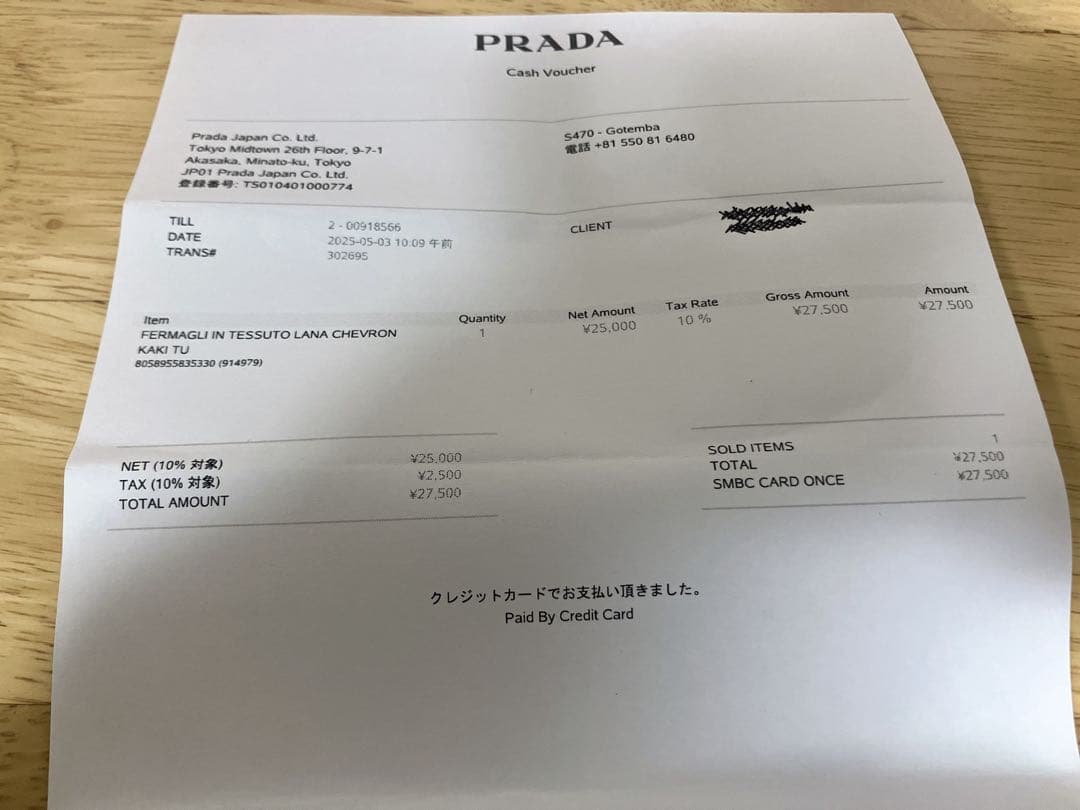 PRADA
Cash Voucher
Prada Japan Co. Ltd.
Tokyo Midtown 26th Floor, 9-7-1
Akasaka, Minato-ku, Tokyo
JP01 Prada Japan Co. Ltd.
登録番号: TS010401000774
S470 - Gotemba
電話 +81 550 81 6480
TILL 2 - 00918566
DATE 2025-05-03 10:09 午前
TRANS# 302695
CLIENT
Item Quantity Net Amount Tax Rate Gross Amount Amount
FERMAGLI IN TESSUTO LANA CHEVRON 1 ¥25,000 10 % ¥27,500 ¥27,500
KAKI TU
8058955835330 (914979)
NET (10% 対象) ¥25,000
TAX (10% 対象) ¥2,500
TOTAL AMOUNT ¥27,500
SOLD ITEMS 1
TOTAL ¥27,500
SMBC CARD ONCE ¥27,500
クレジットカードでお支払い頂きました。
Paid By Credit Card